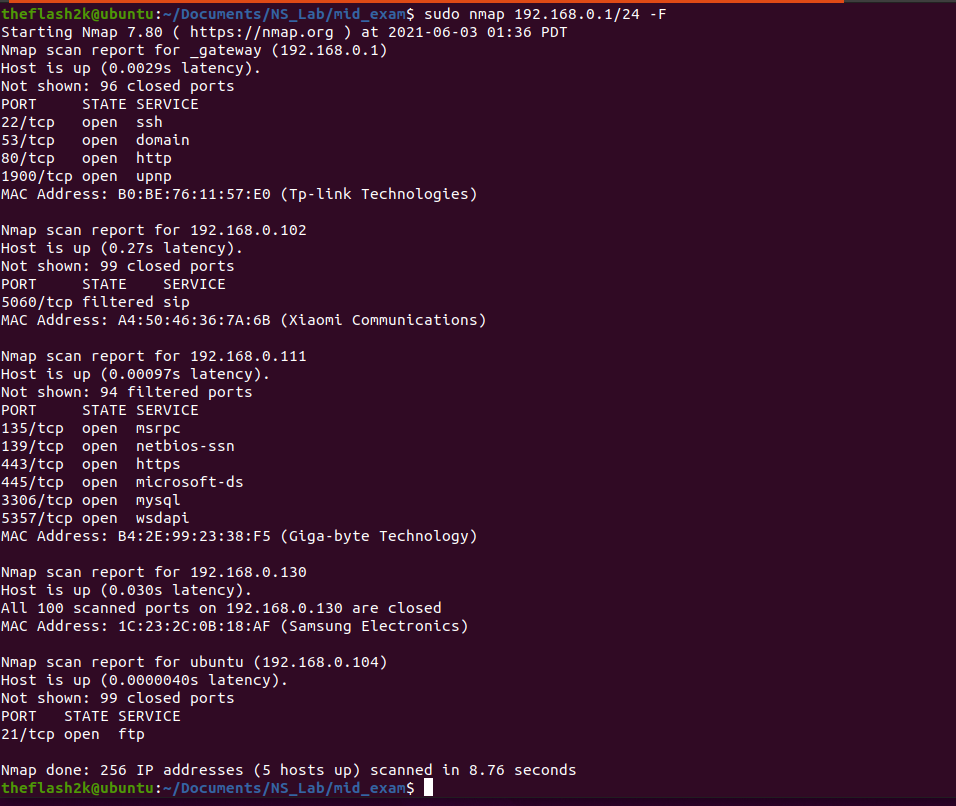 theflash2k@ubuntu:~/Documents/NS_Lab/mid_exam$ sudo nmap 192.168.0.1/24 -F
Starting Nmap 7.80 ( https://nmap.org ) at 2021-06-03 01:36 PDT
Nmap scan report for _gateway (192.168.0.1)
Host is up (0.0029s latency).
Not shown: 96 closed ports
PORT     STATE SERVICE
22/tcp   open  ssh
53/tcp   open  domain
80/tcp   open  http
1900/tcp open  upnp
MAC Address: B0:BE:76:11:57:E0 (Tp-link Technologies)

Nmap scan report for 192.168.0.102
Host is up (0.27s latency).
Not shown: 99 closed ports
PORT     STATE    SERVICE
5060/tcp filtered sip
MAC Address: A4:50:46:36:7A:6B (Xiaomi Communications)

Nmap scan report for 192.168.0.111
Host is up (0.00097s latency).
Not shown: 94 filtered ports
PORT     STATE SERVICE
135/tcp  open  msrpc
139/tcp  open  netbios-ssn
443/tcp  open  https
445/tcp  open  microsoft-ds
3306/tcp open  mysql
5357/tcp open  wsdapi
MAC Address: B4:2E:99:23:38:F5 (Giga-byte Technology)

Nmap scan report for 192.168.0.130
Host is up (0.030s latency).
All 100 scanned ports on 192.168.0.130 are closed
MAC Address: 1C:23:2C:0B:18:AF (Samsung Electronics)

Nmap scan report for ubuntu (192.168.0.104)
Host is up (0.0000040s latency).
Not shown: 99 closed ports
PORT   STATE SERVICE
21/tcp open  ftp

Nmap done: 256 IP addresses (5 hosts up) scanned in 8.76 seconds
theflash2k@ubuntu:~/Documents/NS_Lab/mid_exam$